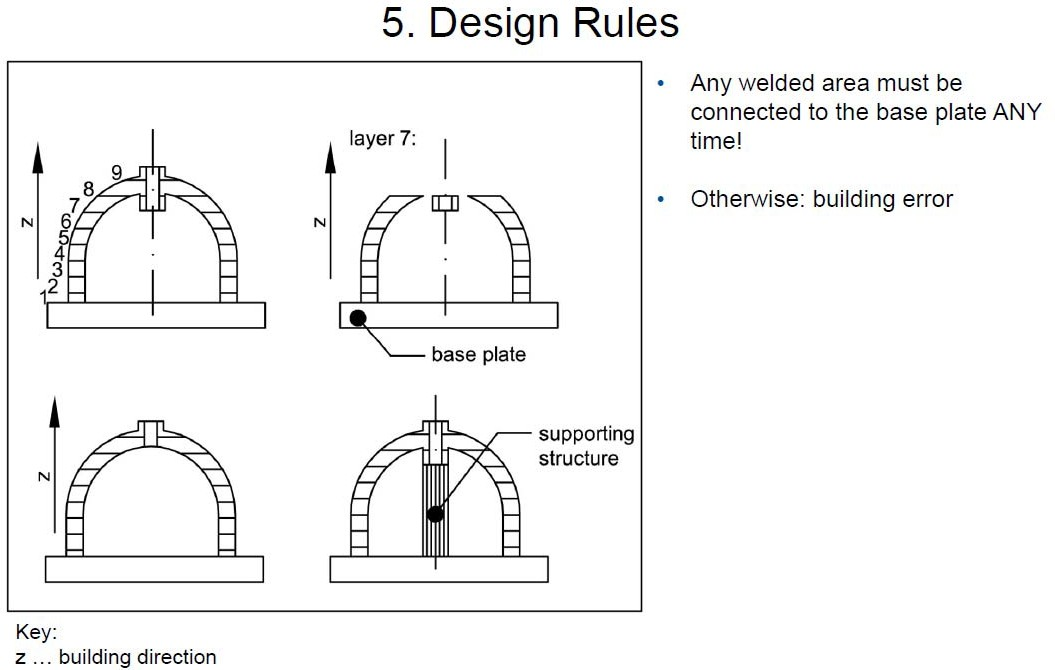 5. Design Rules
layer 7:
9
8
7
6
5
4
3
2
1
z
z
base plate
z
supporting
structure
Key:
z ... building direction
• Any welded area must be
connected to the base plate ANY
time!
• Otherwise: building error